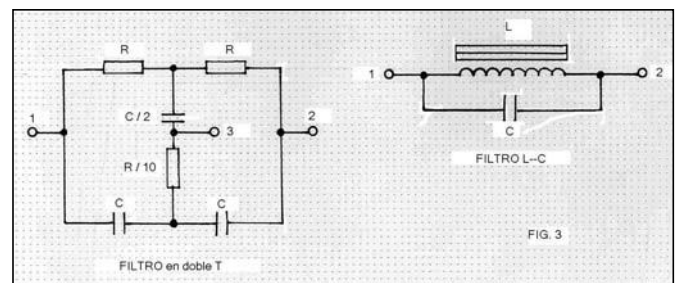 R
R
C / 2
1
3
2
R / 10
C
C
FILTRO en doble T
L
1
2
C
FILTRO L--C
FIG. 3